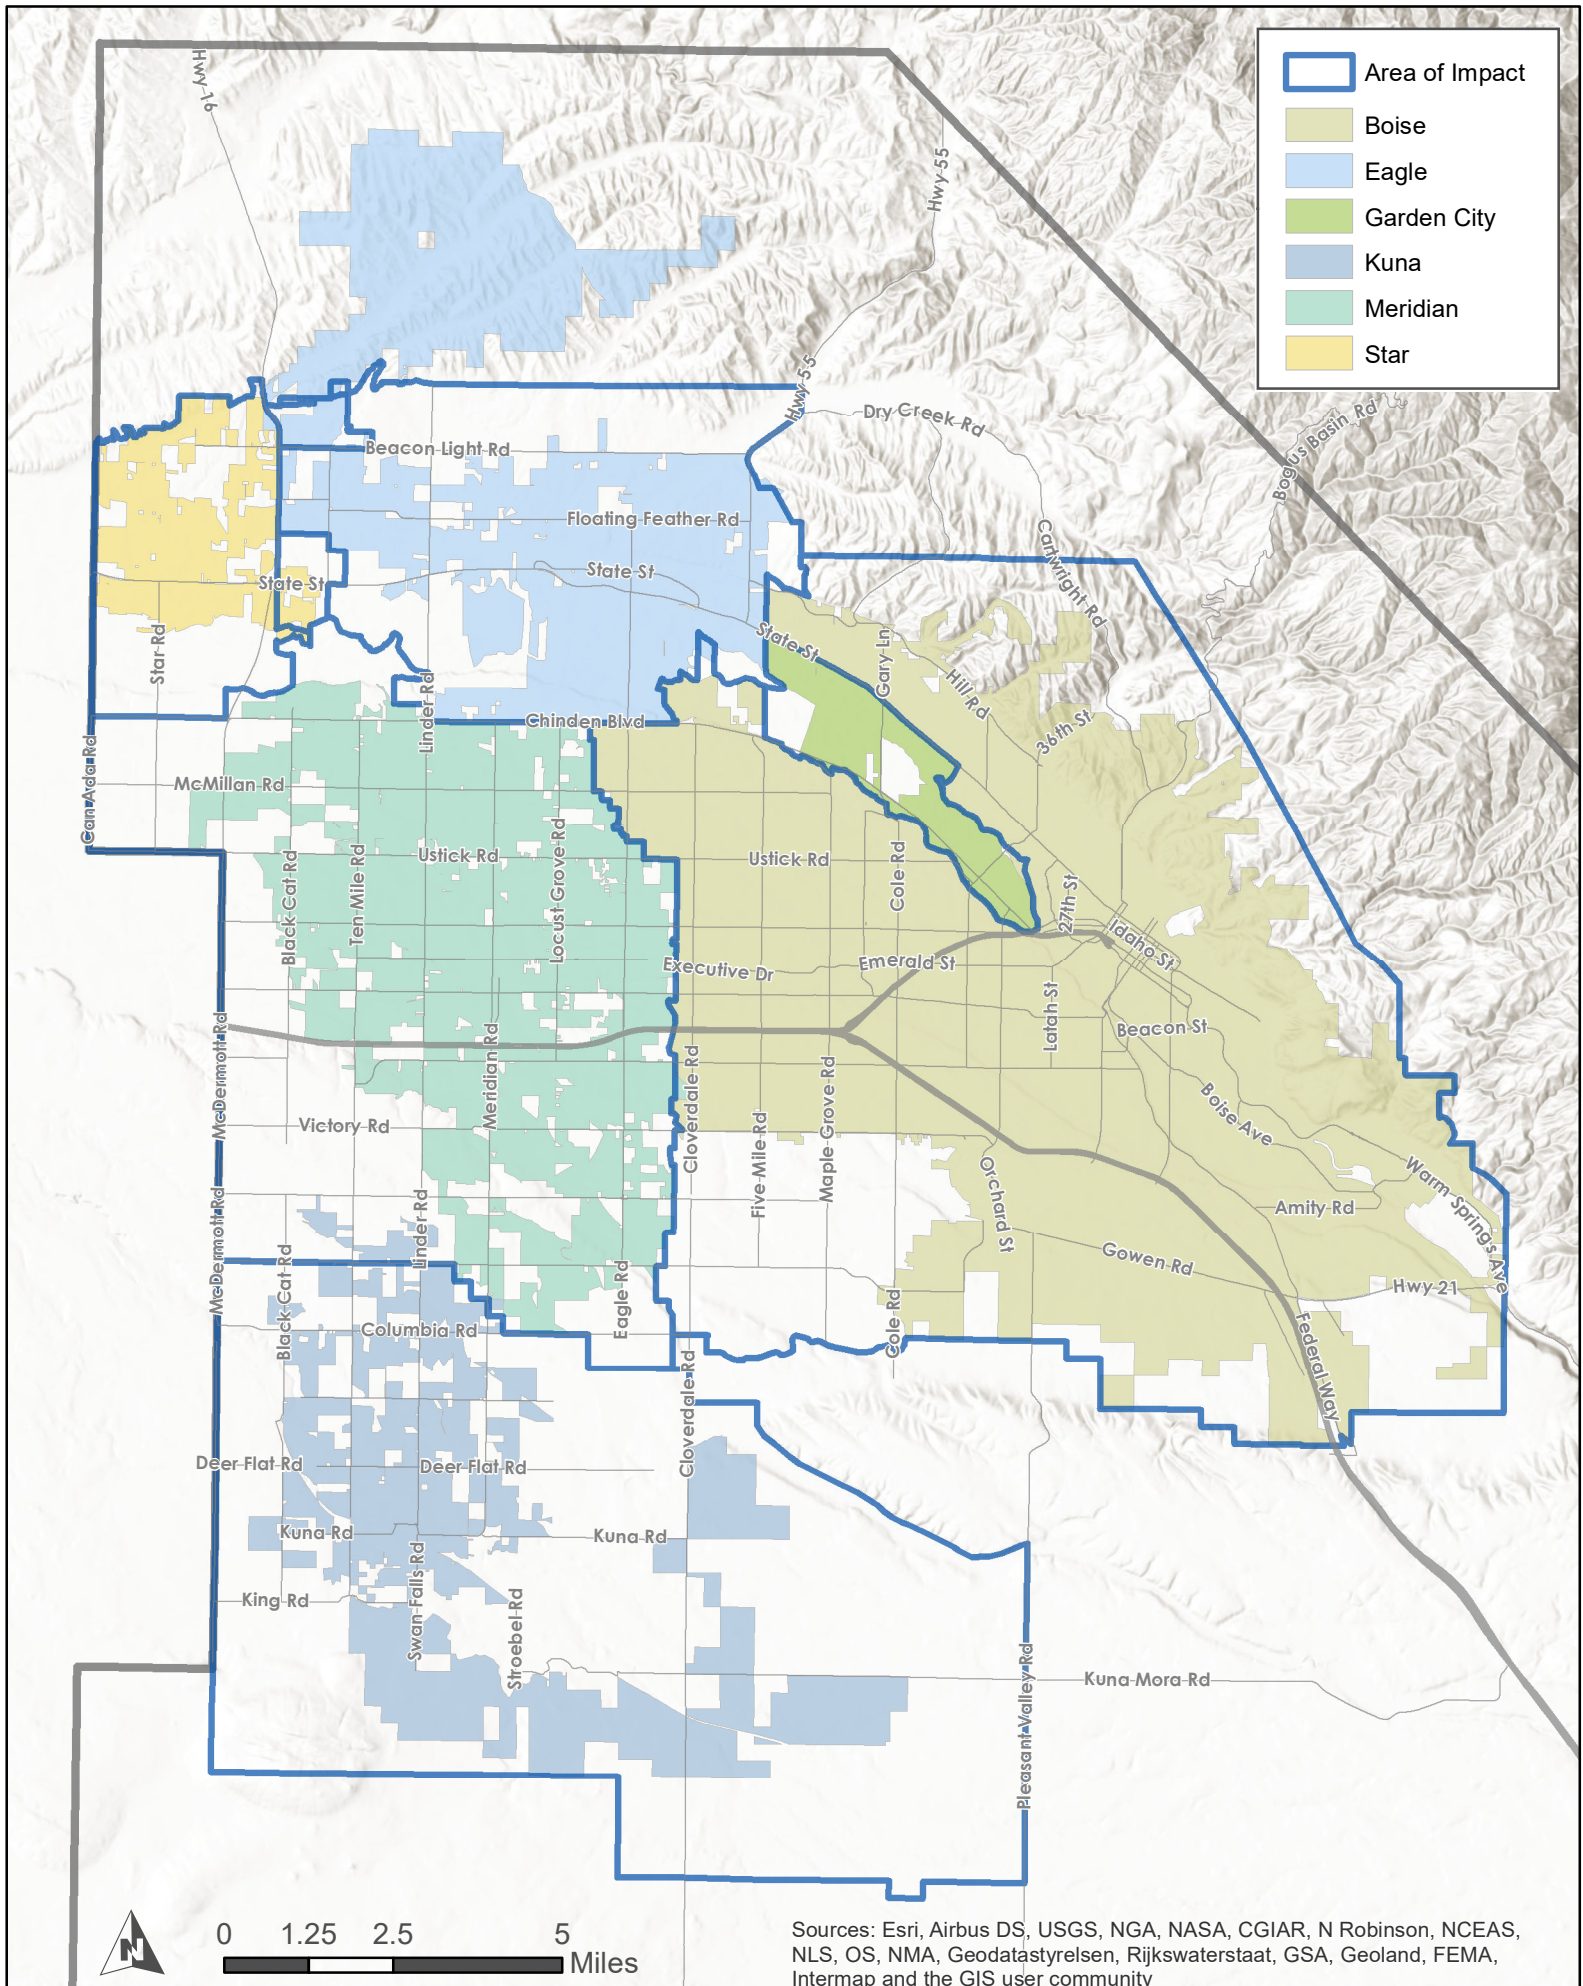 Area of Impact
Boise
Eagle
Garden City
Kuna
Meridian
Star
Hwy 16
Hwy 55
Hwy 55
Dry Creek Rd
Bogus Basin Rd
Beacon Light Rd
Floating Feather Rd
Cartwright Rd
State St
State St
State St
Star Rd
Gary Ln
Hill Rd
36th St
Linder Rd
Chinden Blvd
Can Ada Rd
McMillan Rd
Ustick Rd
Ustick Rd
Black Cat Rd
Ten Mile Rd
Locust Grove Rd
Cole Rd
27th St
Idaho St
Executive Dr
Emerald St
Latah St
Beacon St
McDermott Rd
Meridian Rd
Cloverdale Rd
Maple Grove Rd
Five Mile Rd
Boise Ave
Victory Rd
Orchard St
Warm Springs Ave
McDermott Rd
Linder Rd
Amity Rd
Black Cat Rd
Eagle Rd
Gowen Rd
Hwy 21
Cole Rd
Columbia Rd
Federal Way
Cloverdale Rd
Deer Flat Rd
Deer Flat Rd
Kuna Rd
Kuna Rd
King Rd
Swan Falls Rd
Stroebel Rd
Pleasant Valley Rd
Kuna Mora Rd
N
0 1.25 2.5 5
Miles
Sources: Esri, Airbus DS, USGS, NGA, NASA, CGIAR, N Robinson, NCEAS,
NLS, OS, NMA, Geodatastyrelsen, Rijkswaterstaat, GSA, Geoland, FEMA,
Intermap and the GIS user community